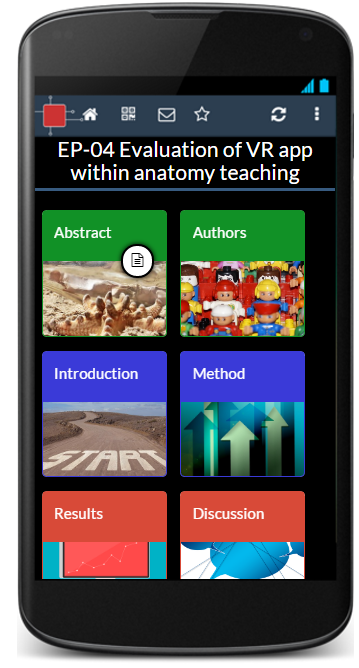 EP-04 Evaluation of VR app
within anatomy teaching
Abstract
Authors
Introduction
Method
START
Results
Discussion